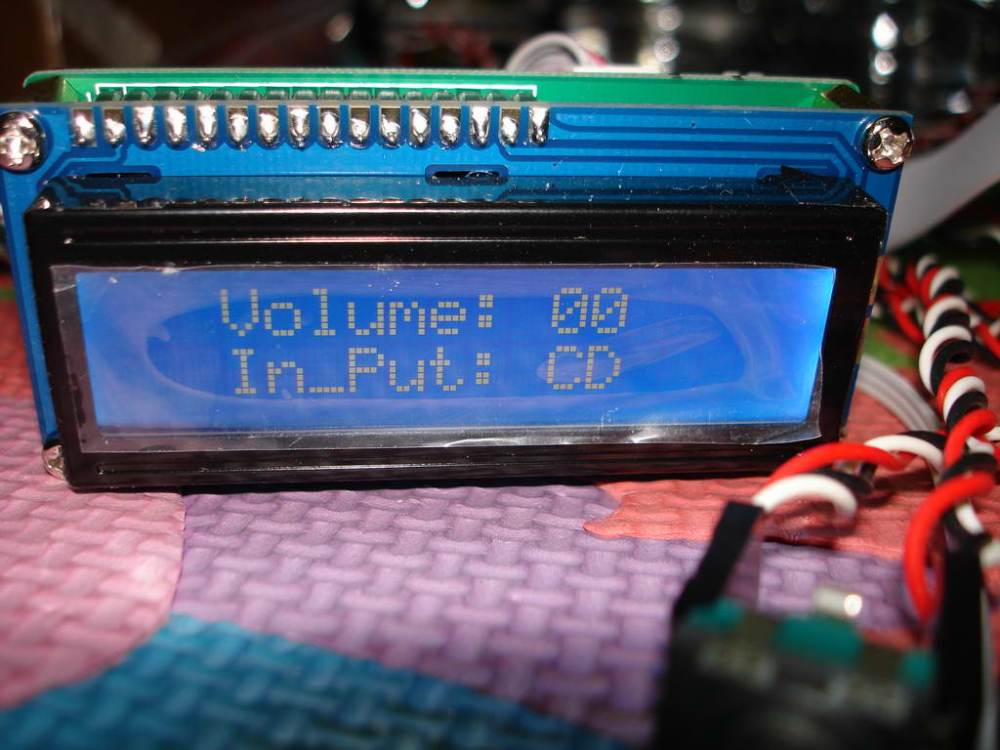 Volume: 00
In_Put: CD